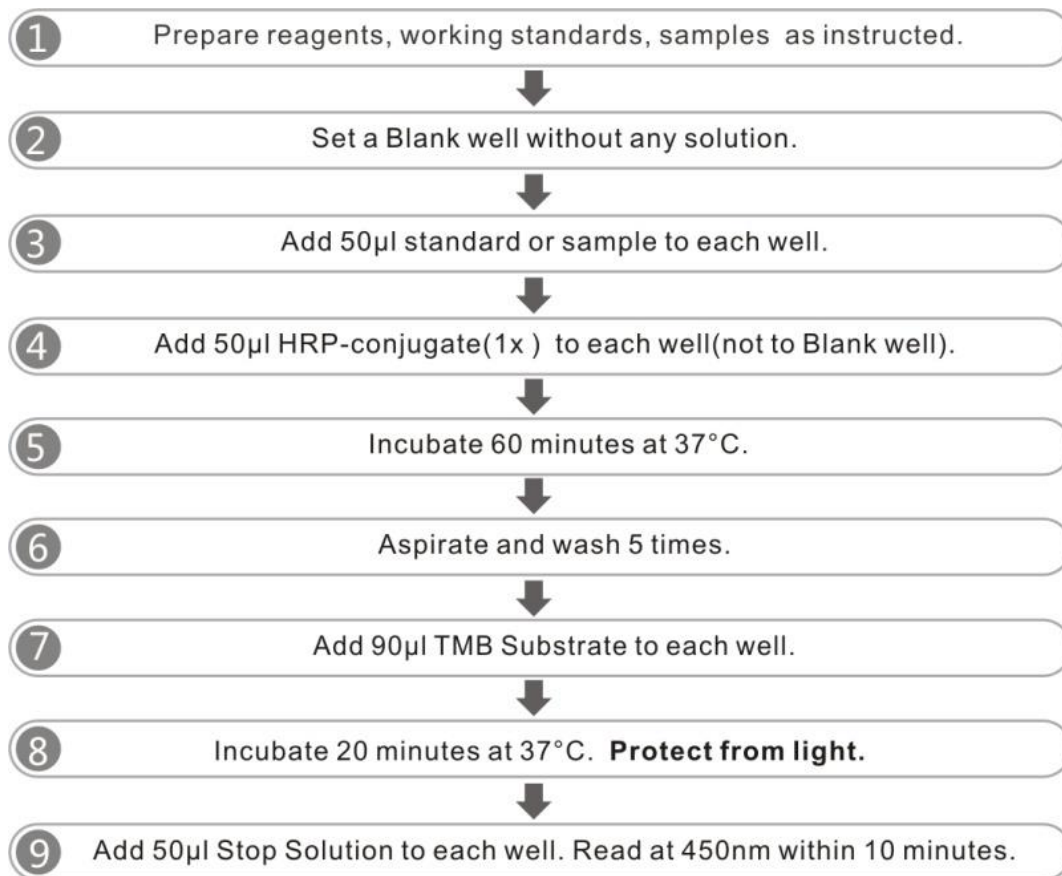 1 Prepare reagents, working standards, samples as instructed.
2 Set a Blank well without any solution.
3 Add 50μl standard or sample to each well.
4 Add 50μl HRP-conjugate(1x ) to each well(not to Blank well).
5 Incubate 60 minutes at 37°C.
6 Aspirate and wash 5 times.
7 Add 90μl TMB Substrate to each well.
8 Incubate 20 minutes at 37°C. Protect from light.
9 Add 50μl Stop Solution to each well. Read at 450nm within 10 minutes.